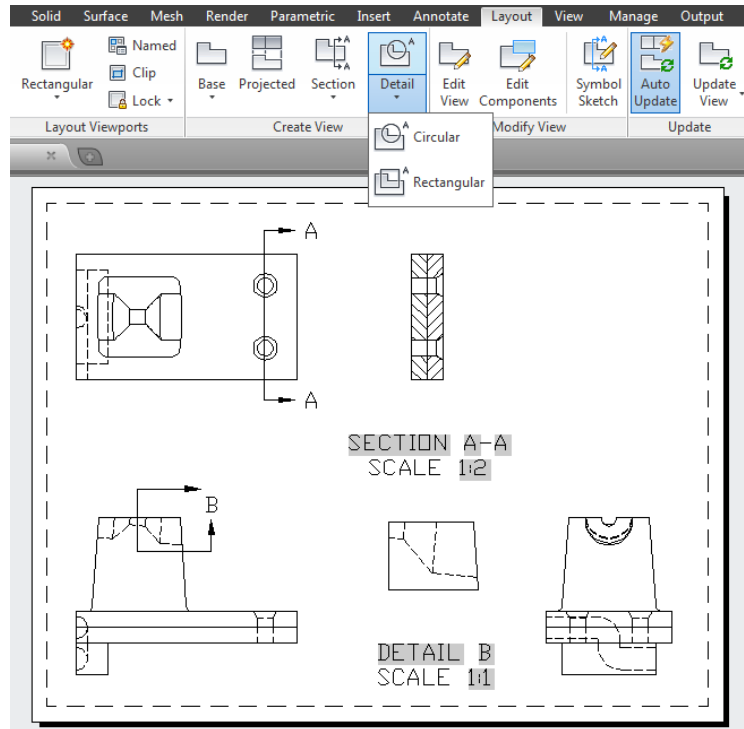 Solid Surface Mesh Render Parametric Insert Annotate Layout View Manage Output
Rectangular
Named
Clip
Lock
Base Projected Section Detail
Edit View
Edit Components
Symbol Sketch
Auto Update
Update View
Layout Viewports Create View Modify View Update
A
Circular
A
Rectangular
A
A
SECTION A-A
SCALE 1:2
B
DETAIL B
SCALE 1:1